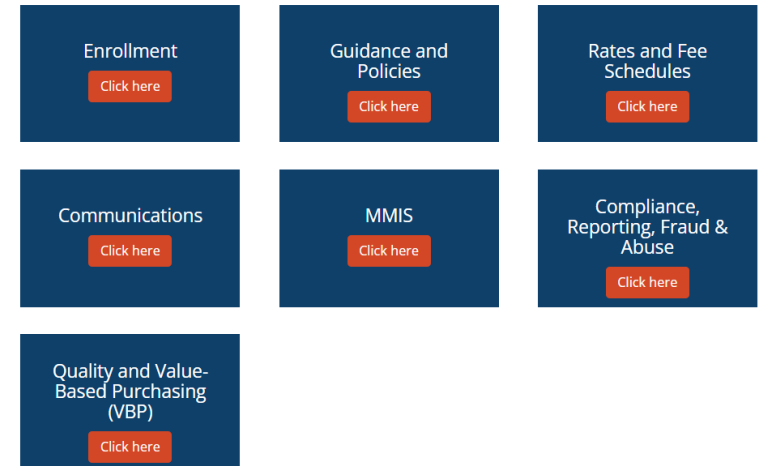 Enrollment
Click here
Guidance and
Policies
Click here
Rates and Fee
Schedules
Click here
Communications
Click here
MMIS
Click here
Compliance,
Reporting, Fraud &
Abuse
Click here
Quality and Value-
Based Purchasing
(VBP)
Click here